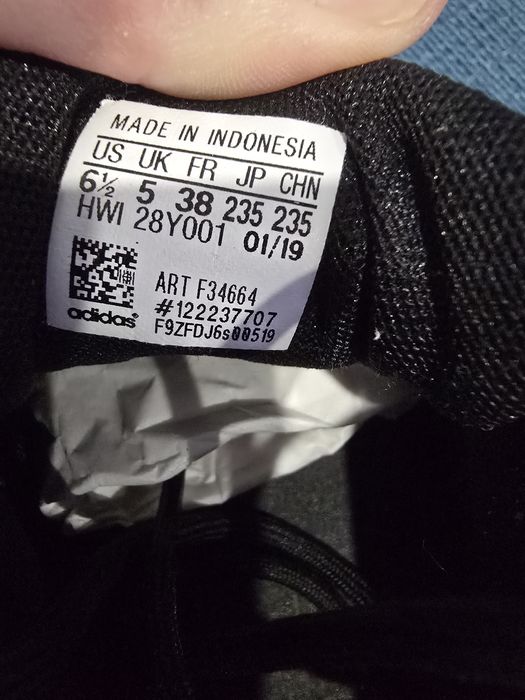 MADE IN INDONESIA
US UK FR JP CHN
6½ 5 38 235 235
HWI 28Y001 01/19
ART F34664
#122237707
F9ZFDJ6s00519
adidas